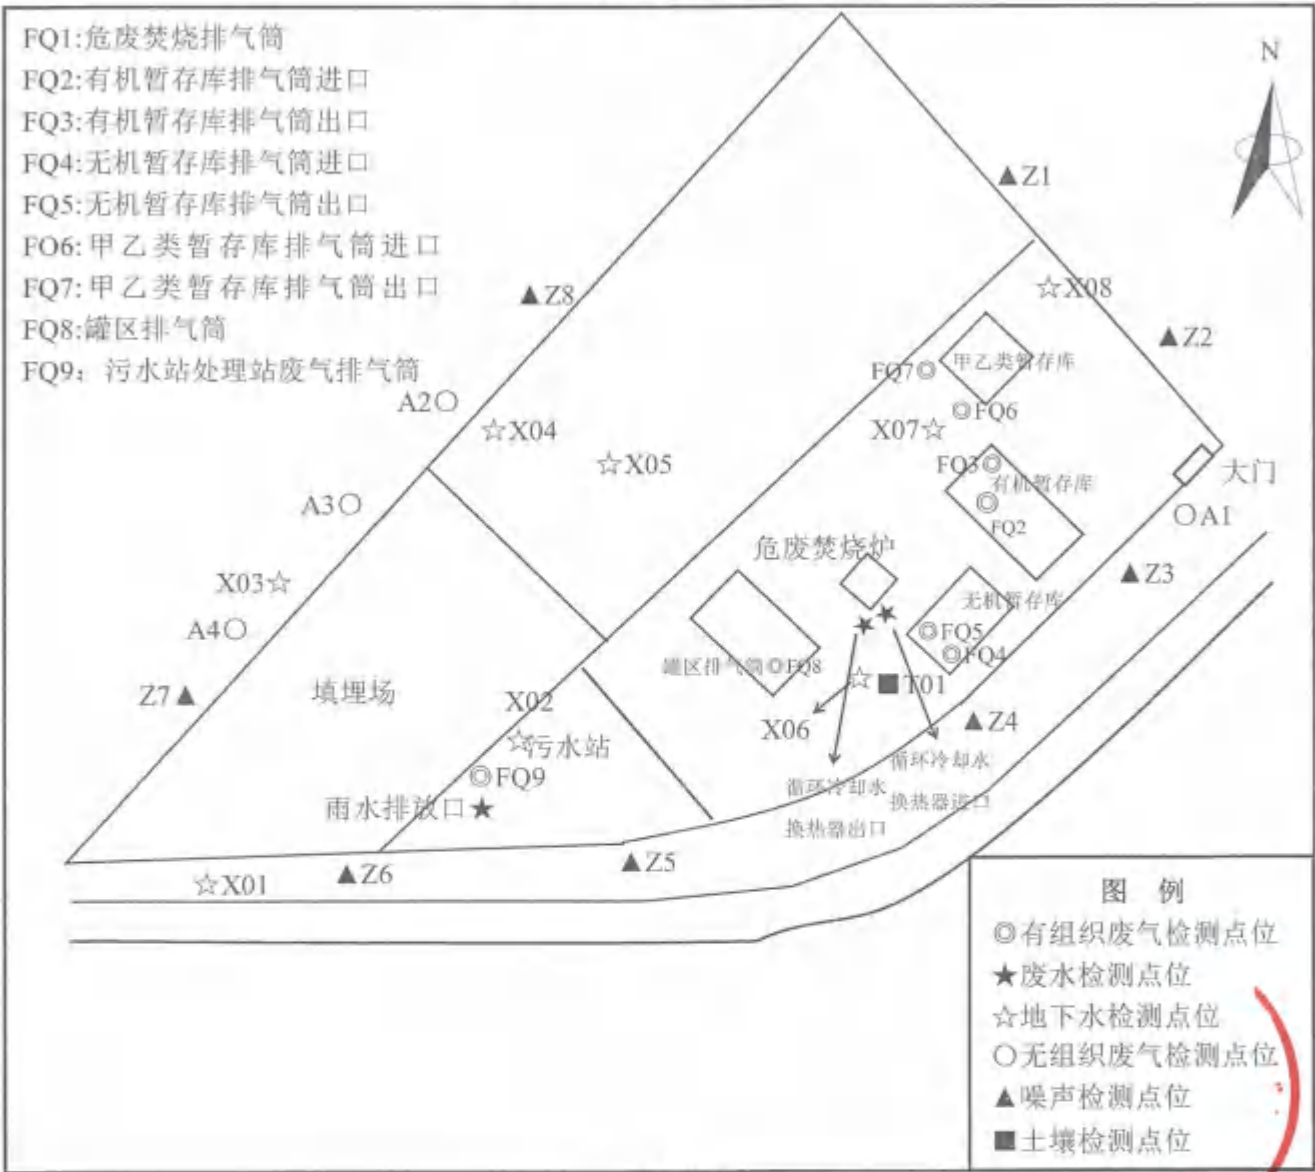 FQ1:危废焚烧排气筒
FQ2:有机暂存库排气筒进口
FQ3:有机暂存库排气筒出口
FQ4:无机暂存库排气筒进口
FQ5:无机暂存库排气筒出口
FO6:甲乙类暂存库排气筒进口
FQ7:甲乙类暂存库排气筒出口
FQ8:罐区排气筒
FQ9：污水站处理站废气排气筒
N
▲Z1
☆X08
▲Z8
▲Z2
甲乙类暂存库
FQ7◎
A2○
◎FQ6
☆X04
X07☆
☆X05
FQ3◎
大门
有机暂存库
◎
FQ2
A3○
○A1
危废焚烧炉
▲Z3
X03☆
无机暂存库
A4○
★★
◎FQ5
◎FQ4
罐区排气筒◎FQ8
☆■T01
Z7▲
填埋场
X02
X06
▲Z4
☆污水站
循环冷却水
换热器进口
◎FQ9
循环冷却水
换热器出口
雨水排放口★
▲Z5
▲Z6
☆X01
图 例
◎有组织废气检测点位
★废水检测点位
☆地下水检测点位
○无组织废气检测点位
▲噪声检测点位
■土壤检测点位